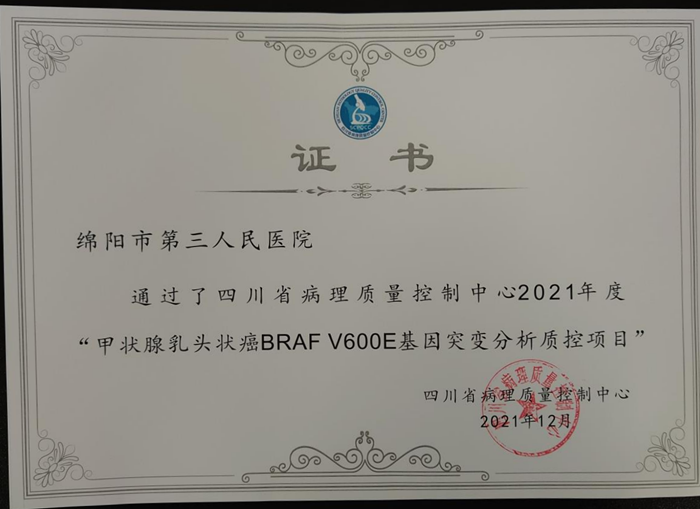 证书
绵阳市第三人民医院
通过了四川省病理质量控制中心2021年度
“甲状腺乳头状癌BRAF V600E基因突变分析质控项目”
四川省病理质量控制中心
2021年12月